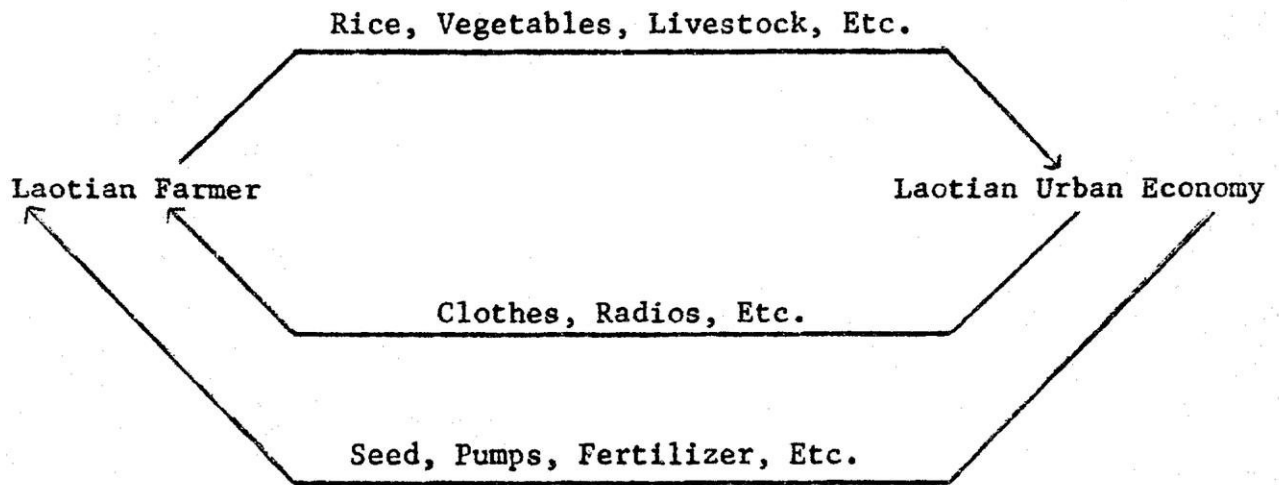 Rice, Vegetables, Livestock, Etc.
Laotian Farmer
Laotian Urban Economy
Clothes, Radios, Etc.
Seed, Pumps, Fertilizer, Etc.